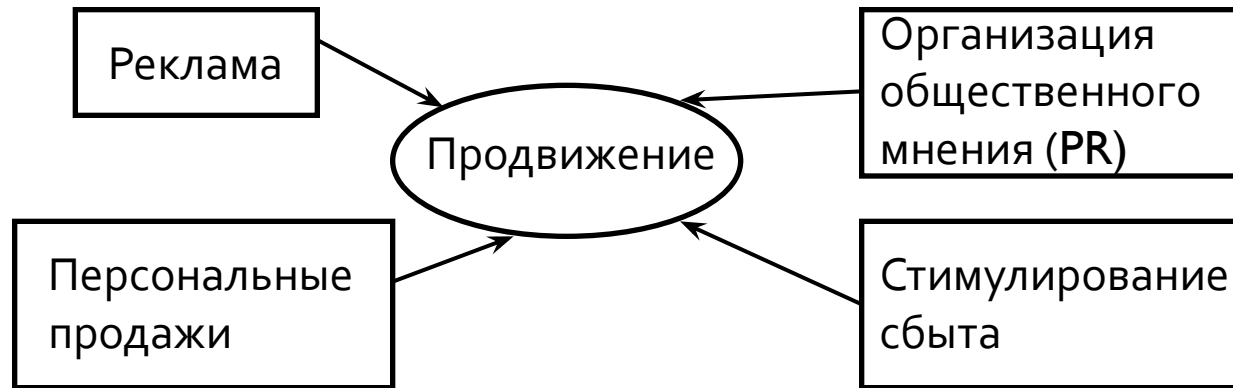 Реклама
Организация
общественного
мнения (PR)
Продвижение
Персональные
продажи
Стимулирование
сбыта